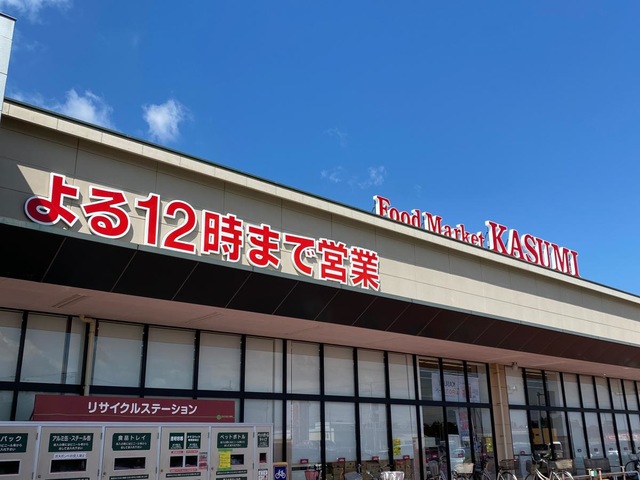 よる12時まで営業
Food Market KASUMI
リサイクルステーション
パック
アルミ缶・スチール缶
食品トレイ
ペットボトル